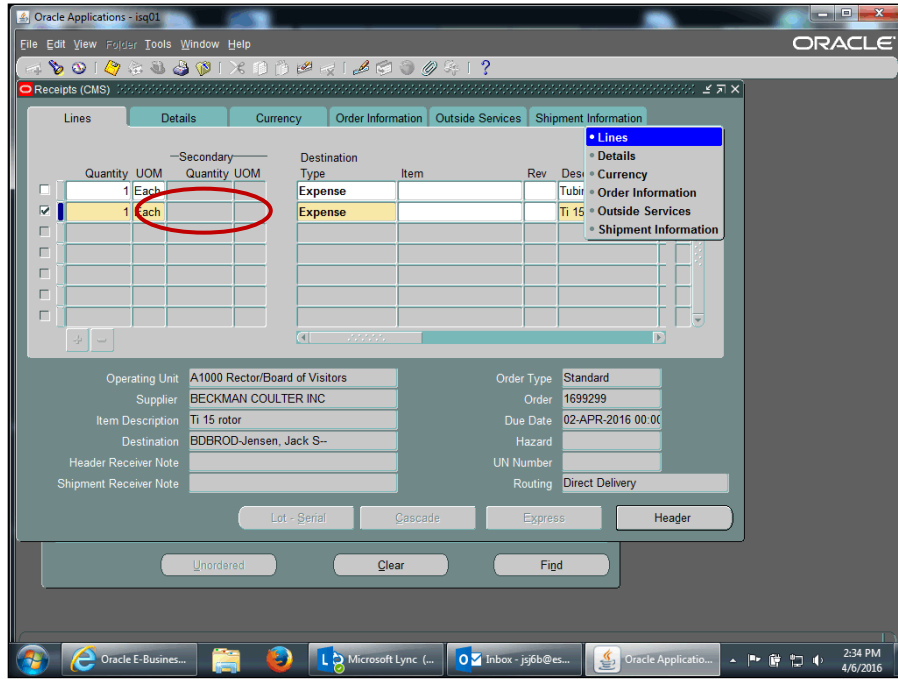 Oracle Applications - isq01
File Edit View Folder Tools Window Help
ORACLE
Receipts (CMS)
Lines Details Currency Order Information Outside Services Shipment Information
Lines
Details
Currency
Order Information
Outside Services
Shipment Information
Secondary Destination
Quantity UOM Quantity UOM Type Item Rev
1 Each Expense
1 Each Expense Ti 15
Operating Unit A1000 Rector/Board of Visitors Order Type Standard
Supplier BECKMAN COULTER INC Order 1699299
Item Description Ti 15 rotor Due Date 02-APR-2016 00:00
Destination BDBROD-Jensen, Jack S-- Hazard
Header Receiver Note UN Number
Shipment Receiver Note Routing Direct Delivery
Lot - Serial Cascade Express Header
Unordered Clear Find
Oracle E-Busines... Microsoft Lync (... Inbox - jsj6b@es... Oracle Applicatio... 2:34 PM
4/6/2016